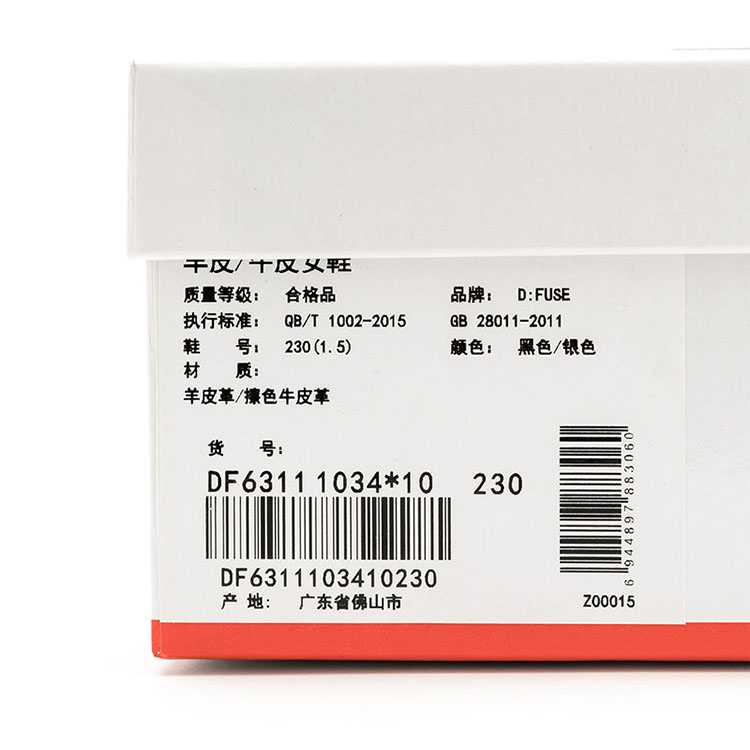 羊皮/牛皮女鞋
质量等级： 合格品 品牌： D:FUSE
执行标准： QB/T 1002-2015 GB 28011-2011
鞋 号： 230(1.5) 颜色： 黑色/银色
材 质：
羊皮革/擦色牛皮革
货 号：
DF6311 1034*10 230
DF6311103410230
6 944897 883060
产 地： 广东省佛山市 Z00015